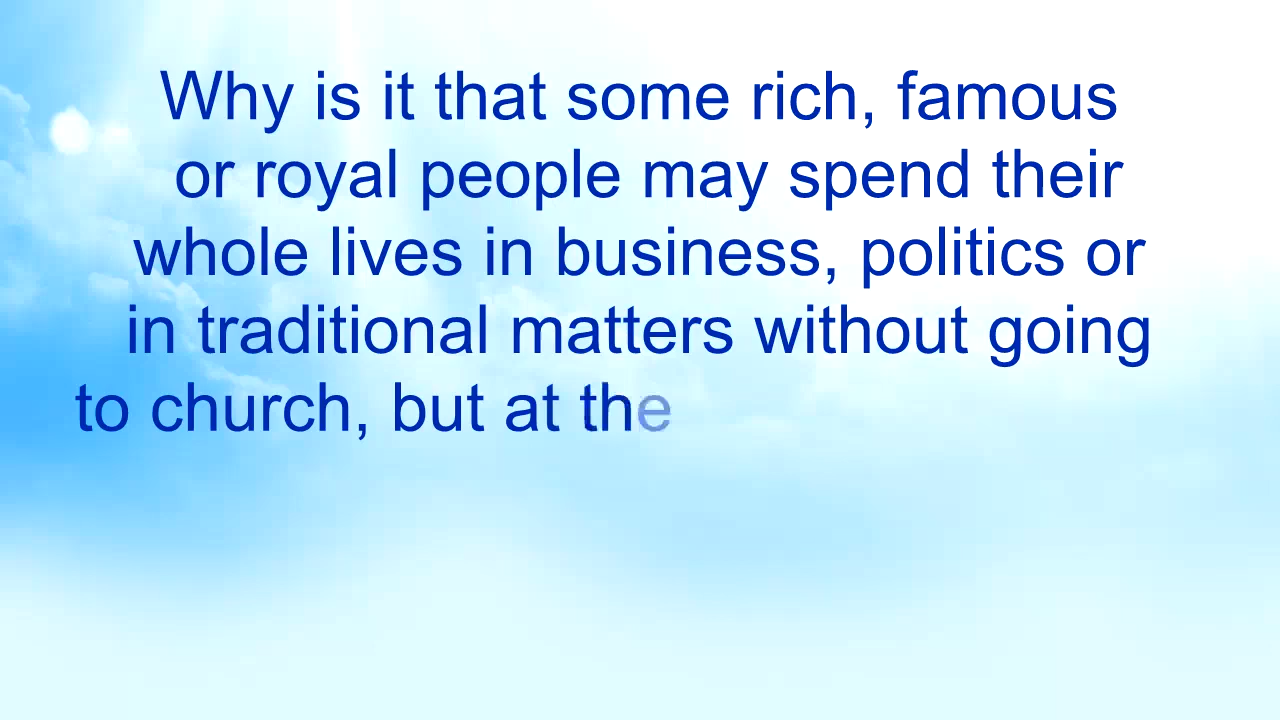 Why is it that some rich, famous
or royal people may spend their
whole lives in business, politics or
in traditional matters without going
to church, but at the